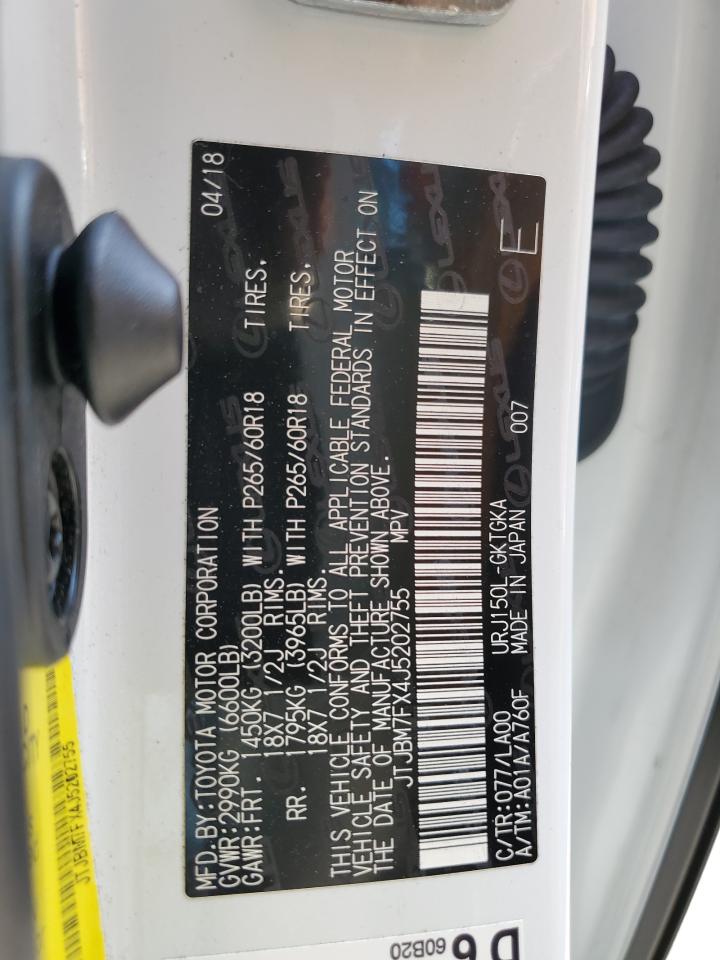 MFD.BY:TOYOTA MOTOR CORPORATION 04/18
GVWR:2990KG (6600LB)
GAWR:FRT. 1450KG (3200LB) WITH P265/60R18 TIRES,
18X7 1/2J RIMS.
RR. 1795KG (3965LB) WITH P265/60R18 TIRES,
18X7 1/2J RIMS
THIS VEHICLE CONFORMS TO ALL APPLICABLE FEDERAL MOTOR
VEHICLE SAFETY AND THEFT PREVENTION STANDARDS IN EFFECT ON
THE DATE OF MANUFACTURE SHOWN ABOVE.
JTJBM7FX4J5202755 MPV
C/TR:077/LA00 URJ150L-GKTGKA 007 E
A/TM:A01A/A760F MADE IN JAPAN
LEXUS
JTJBM7FX4J5202755
D6
60B20